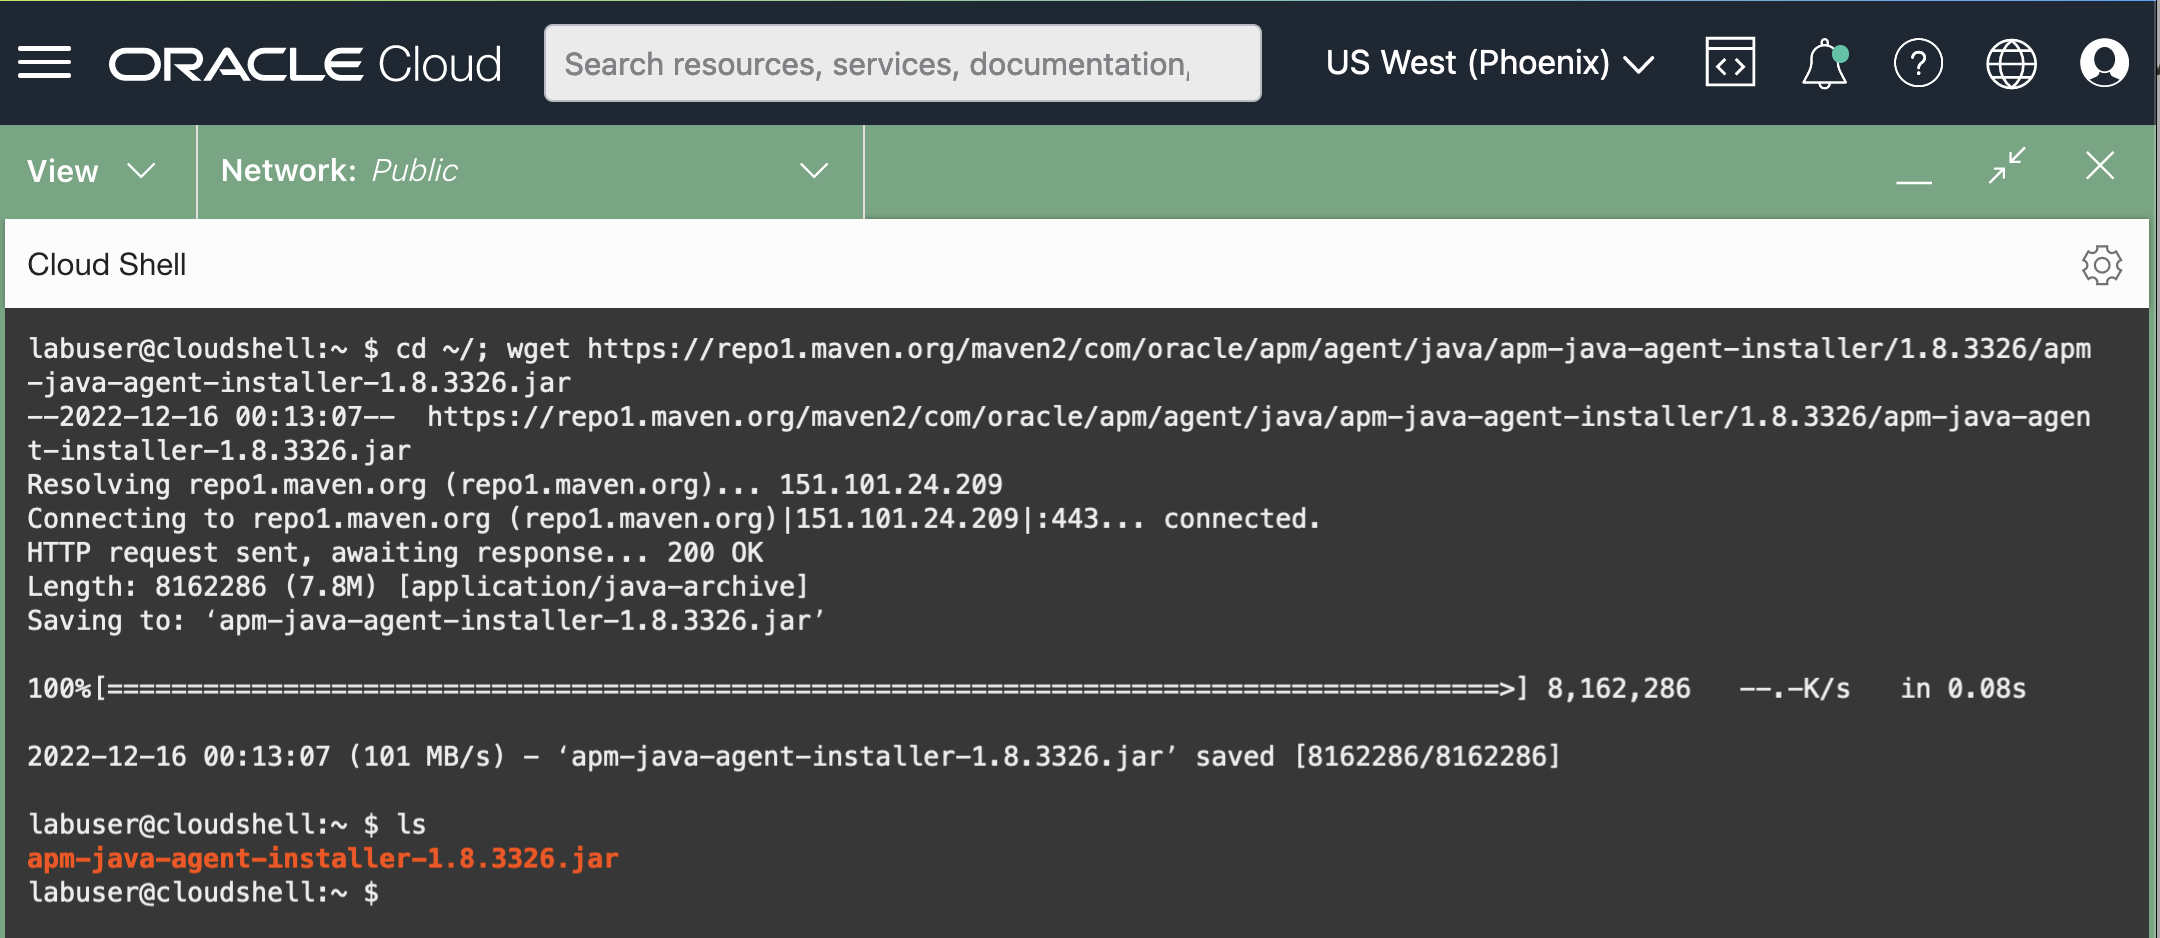 ORACLE Cloud
Search resources, services, documentation,
US West (Phoenix)
View
Network: Public
Cloud Shell
labuser@cloudshell:~ $ cd ~/; wget https://repo1.maven.org/maven2/com/oracle/apm/agent/java/apm-java-agent-installer/1.8.3326/apm
-java-agent-installer-1.8.3326.jar
--2022-12-16 00:13:07--  https://repo1.maven.org/maven2/com/oracle/apm/agent/java/apm-java-agent-installer/1.8.3326/apm-java-agen
t-installer-1.8.3326.jar
Resolving repo1.maven.org (repo1.maven.org)... 151.101.24.209
Connecting to repo1.maven.org (repo1.maven.org)|151.101.24.209|:443... connected.
HTTP request sent, awaiting response... 200 OK
Length: 8162286 (7.8M) [application/java-archive]
Saving to: ‘apm-java-agent-installer-1.8.3326.jar’
100%[=======================================================================================>] 8,162,286   --.-K/s   in 0.08s
2022-12-16 00:13:07 (101 MB/s) - ‘apm-java-agent-installer-1.8.3326.jar’ saved [8162286/8162286]
labuser@cloudshell:~ $ ls
apm-java-agent-installer-1.8.3326.jar
labuser@cloudshell:~ $